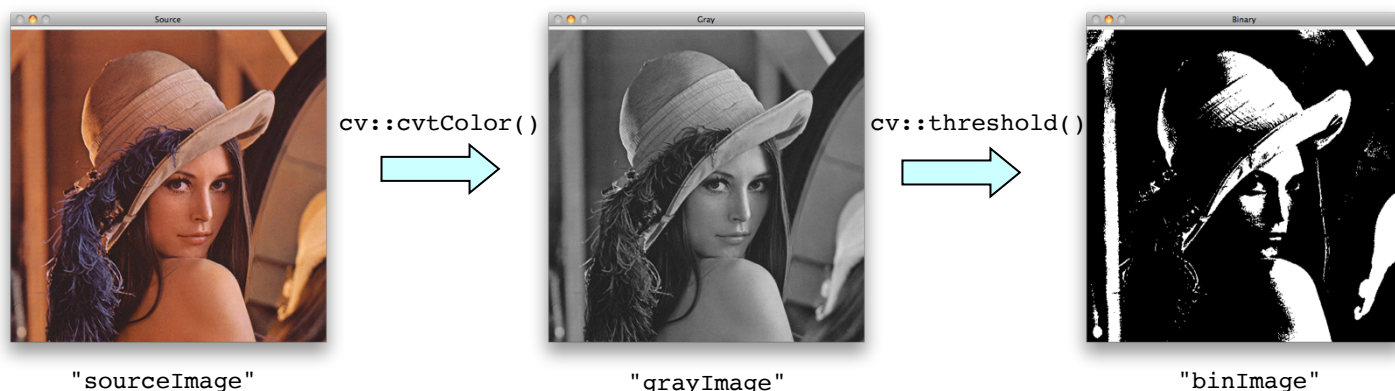 Source
Gray
Binary
cv::cvtColor()
cv::threshold()
"sourceImage"
"grayImage"
"binImage"